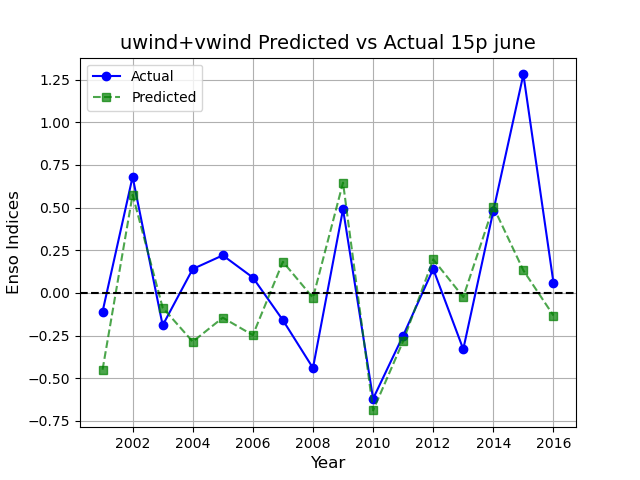 uwind+vwind Predicted vs Actual 15p june
Actual
Predicted
Enso Indices
1.25
1.00
0.75
0.50
0.25
0.00
−0.25
−0.50
−0.75
2002 2004 2006 2008 2010 2012 2014 2016
Year